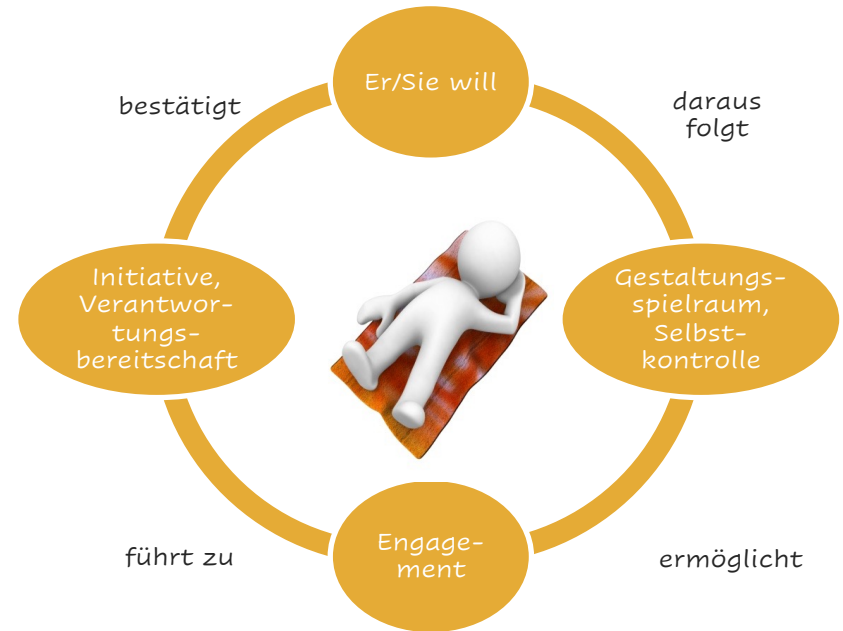 Er/Sie will
daraus
folgt
Gestaltungs-
spielraum,
Selbst-
kontrolle
ermöglicht
Engage-
ment
führt zu
Initiative,
Verantwor-
tungs-
bereitschaft
bestätigt